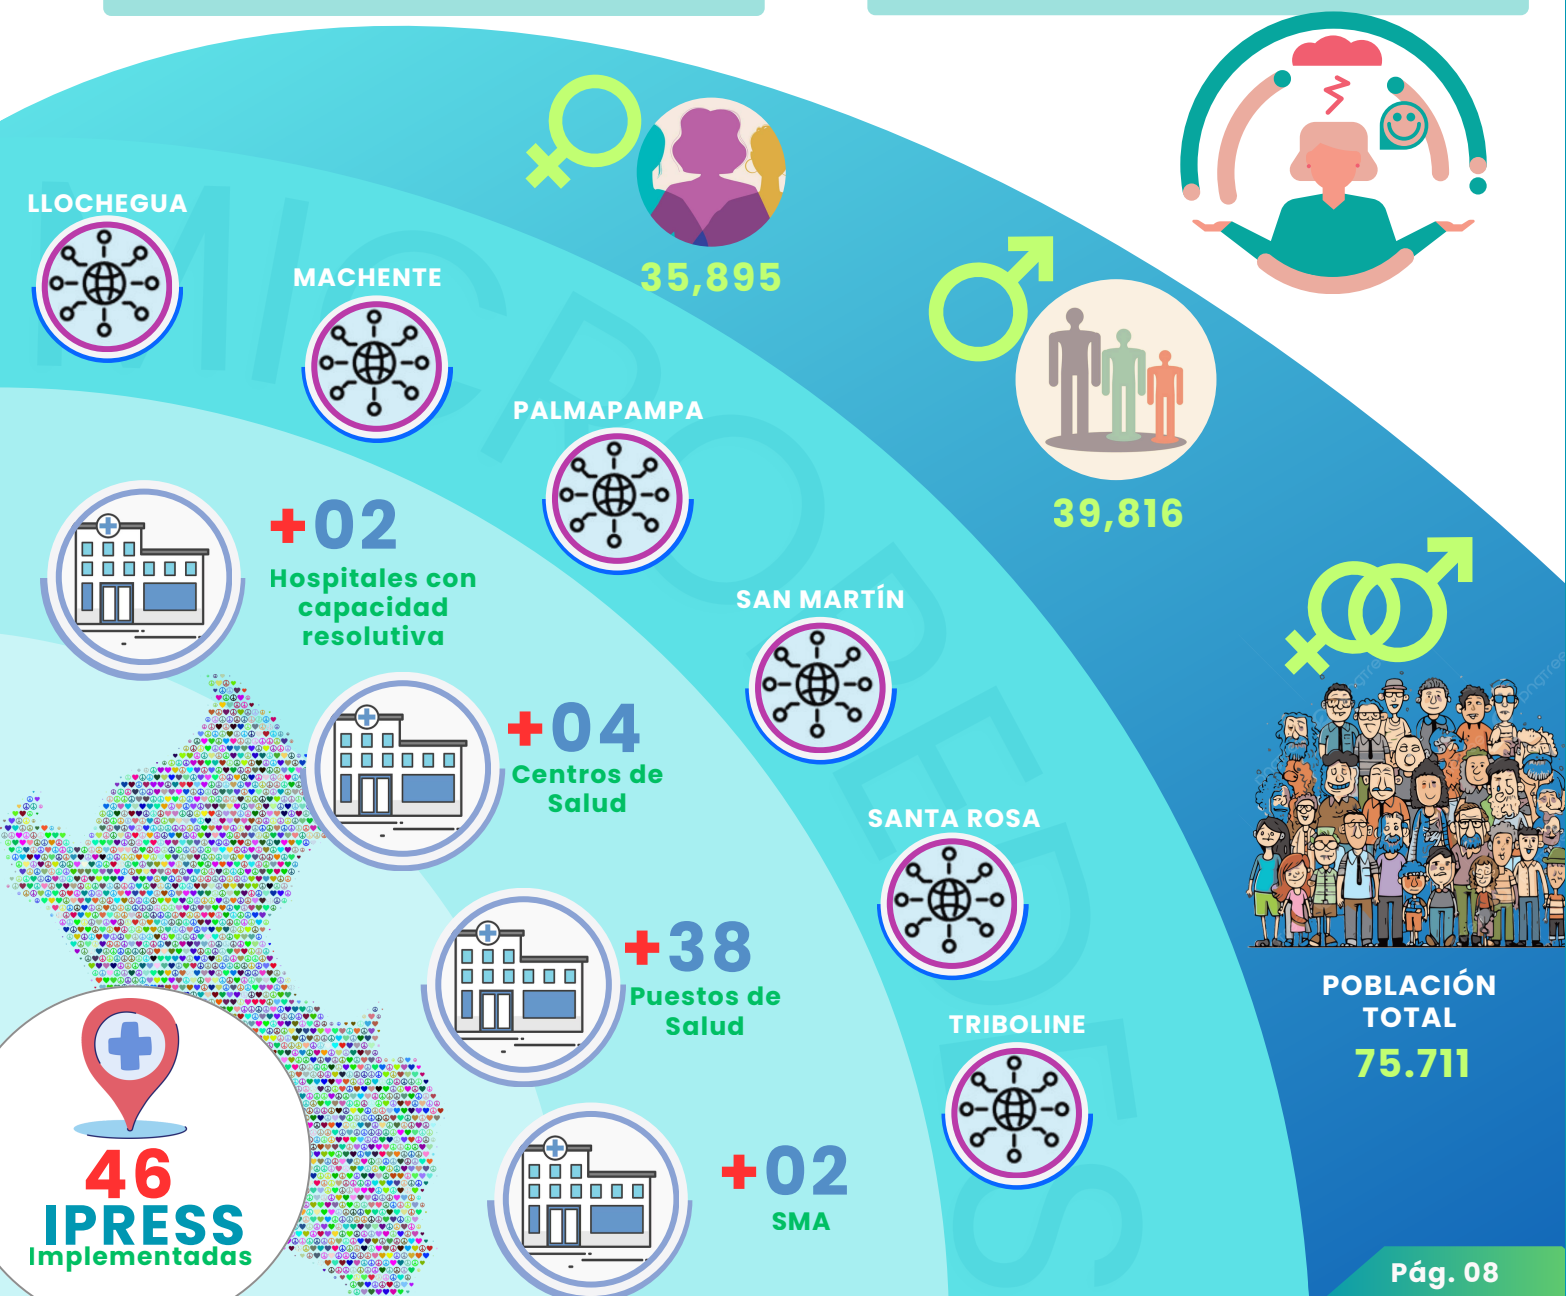 LLOCHEGUA
MACHENTE
PALMAPAMPA
SAN MARTÍN
SANTA ROSA
TRIBOLINE
MICRORED
35,895
39,816
POBLACIÓN
TOTAL
75.711
+02
Hospitales con
capacidad
resolutiva
+04
Centros de
Salud
+38
Puestos de
Salud
+02
SMA
46
IPRESS
Implementadas
Pág. 08